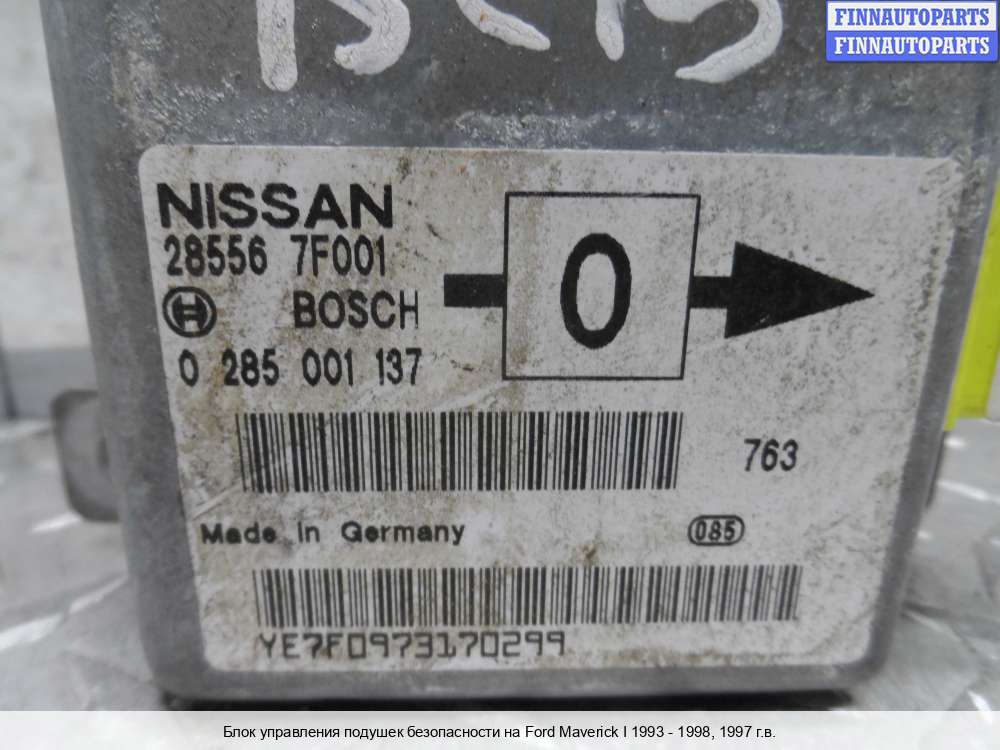 FINNAUTOPARTS
FINNAUTOPARTS
NISSAN
28556 7F001
BOSCH
0
0 285 001 137
763
Made in Germany
085
YE7F0973170299
Блок управления подушек безопасности на Ford Maverick I 1993 - 1998, 1997 г.в.